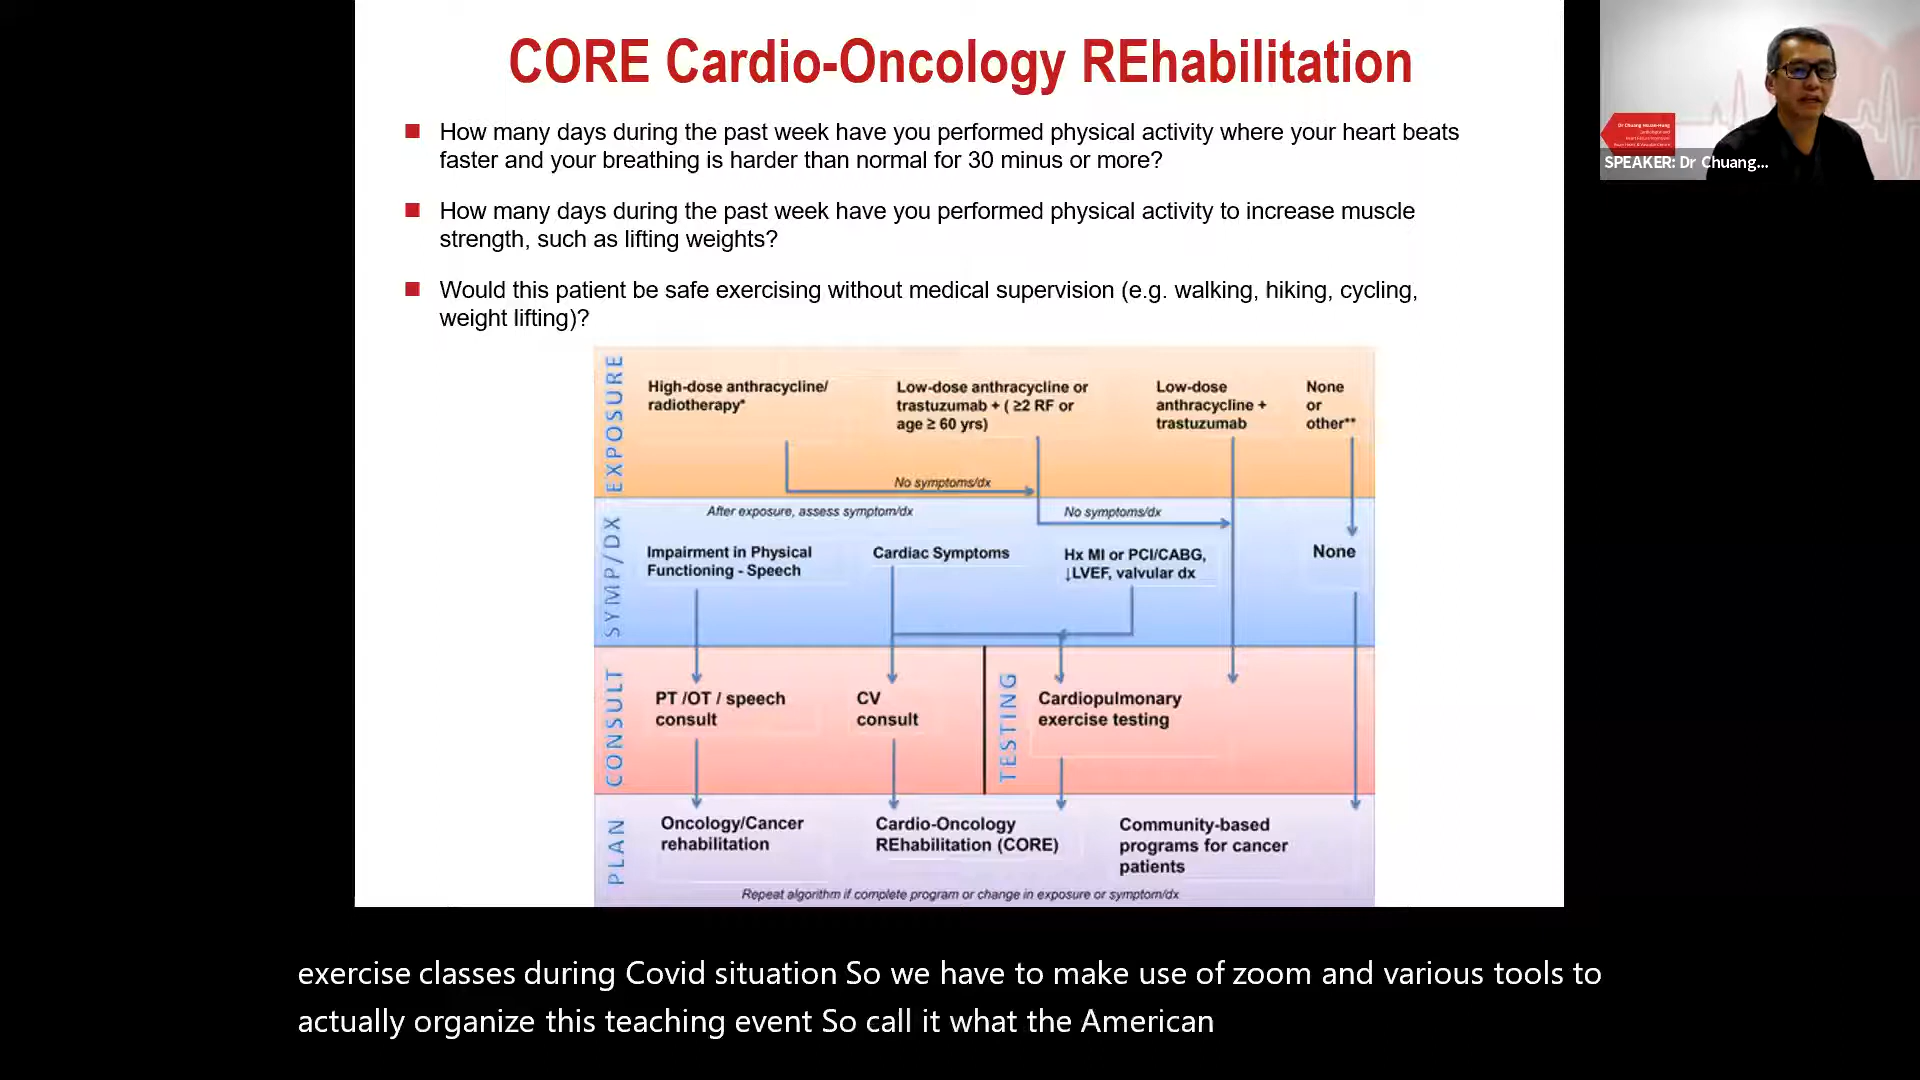 CORE Cardio-Oncology REhabilitation
How many days during the past week have you performed physical activity where your heart beats
faster and your breathing is harder than normal for 30 minus or more?
How many days during the past week have you performed physical activity to increase muscle
strength, such as lifting weights?
Would this patient be safe exercising without medical supervision (e.g. walking, hiking, cycling,
weight lifting)?
EXPOSURE
High-dose anthracycline/
radiotherapy*
Low-dose anthracycline or
trastuzumab + ( ≥2 RF or
age ≥ 60 yrs)
Low-dose
anthracycline +
trastuzumab
None
or
other**
No symptoms/dx
SYMP/DX
After exposure, assess symptom/dx
No symptoms/dx
Impairment in Physical
Functioning - Speech
Cardiac Symptoms
Hx MI or PCI/CABG,
↓LVEF, valvular dx
None
CONSULT
PT /OT / speech
consult
CV
consult
TESTING
Cardiopulmonary
exercise testing
PLAN
Oncology/Cancer
rehabilitation
Cardio-Oncology
REhabilitation (CORE)
Community-based
programs for cancer
patients
Repeat algorithm if complete program or change in exposure or symptom/dx
SPEAKER: Dr Chuang...
exercise classes during Covid situation So we have to make use of zoom and various tools to
actually organize this teaching event So call it what the American